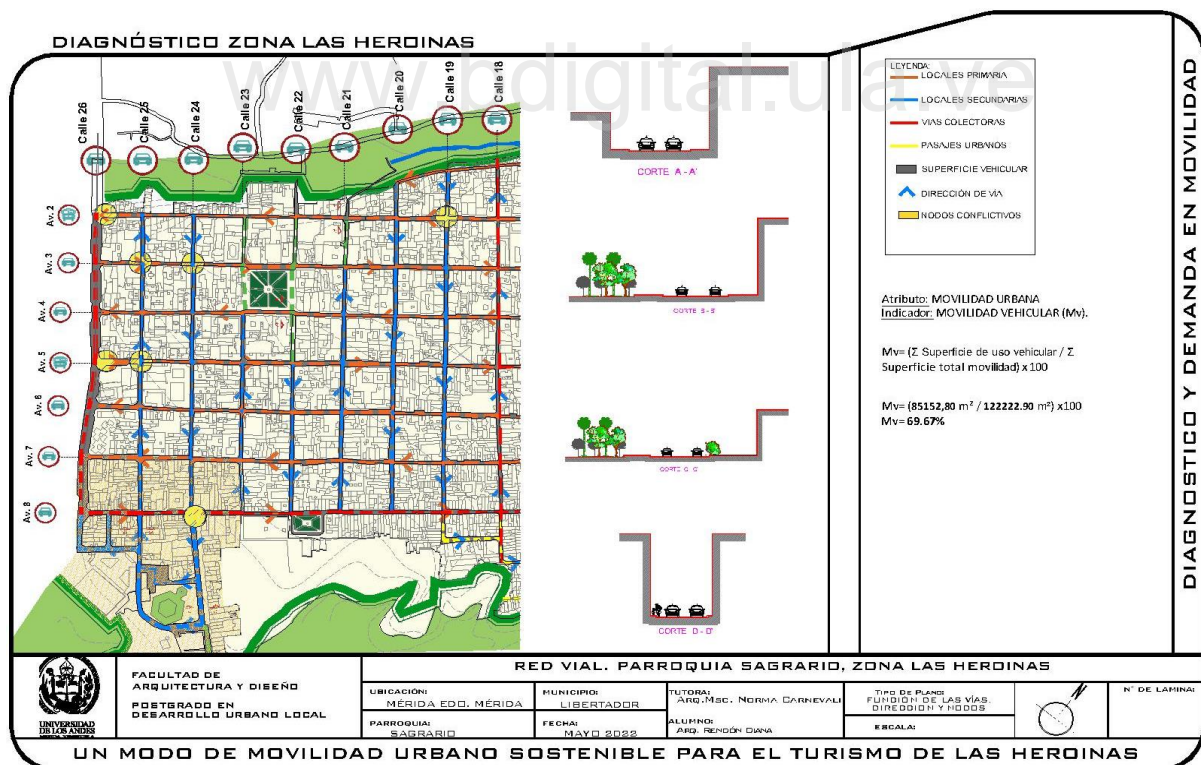 DIAGNÓSTICO ZONA LAS HEROINAS
www.bdigital.ula.ve
Calle 26
Calle 25
Calle 24
Calle 23
Calle 22
Calle 21
Calle 20
Calle 19
Calle 18
Av. 2
Av. 3
Av. 4
Av. 5
Av. 6
Av. 7
Av. 8
CORTE A - A'
CORTE D - D'
LEYENDA:
LOCALES PRIMARIA
LOCALES SECUNDARIAS
VIAS COLECTORAS
PASAJES URBANOS
SUPERFICIE VEHICULAR
DIRECCIÓN DE VÍA
NODOS CONFLICTIVOS
Atributo: MOVILIDAD URBANA
Indicador: MOVILIDAD VEHICULAR (Mv).
Mv= (Σ Superficie de uso vehicular / Σ
Superficie total movilidad) x 100
Mv= (85152,80 m² / 122222.90 m²) x100
Mv= 69.67%
DIAGNOSTICO Y DEMANDA EN MOVILIDAD
UNIVERSIDAD
DE LOS ANDES
FACULTAD DE
ARQUITECTURA Y DISEÑO
POSTGRADO EN
DESARROLLO URBANO LOCAL
RED VIAL. PARROQUIA SAGRARIO, ZONA LAS HEROINAS
UBICACIÓN:
MÉRIDA EDO. MÉRIDA
MUNICIPIO:
LIBERTADOR
TUTORA:
ARQ.MSC. NORMA CARNEVALI
TIPO DE PLANO:
FUNCIÓN DE LAS VÍAS.
DIRECCION Y NODOS
N° DE LAMINA:
PARROQUIA:
SAGRARIO
FECHA:
MAYO 2022
ALUMNO:
ARQ. RENDÓN DIANA
ESCALA:
UN MODO DE MOVILIDAD URBANO SOSTENIBLE PARA EL TURISMO DE LAS HEROINAS